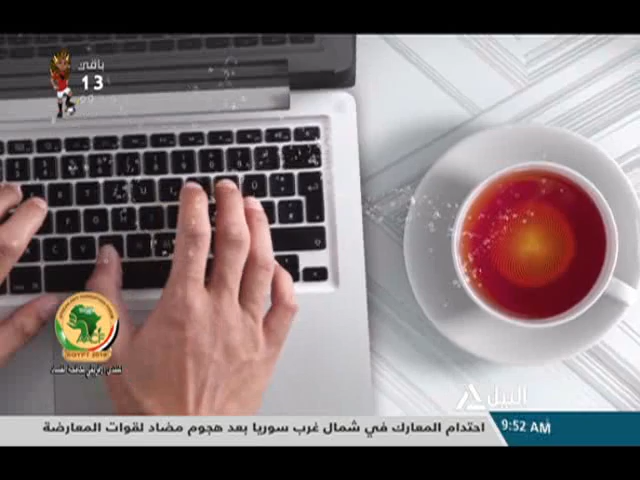 باقي
13
يوم
EGYPT 2019
النيل
9:52 AM
احتدام المعارك في شمال غرب سوريا بعد هجوم مضاد لقوات المعارضة